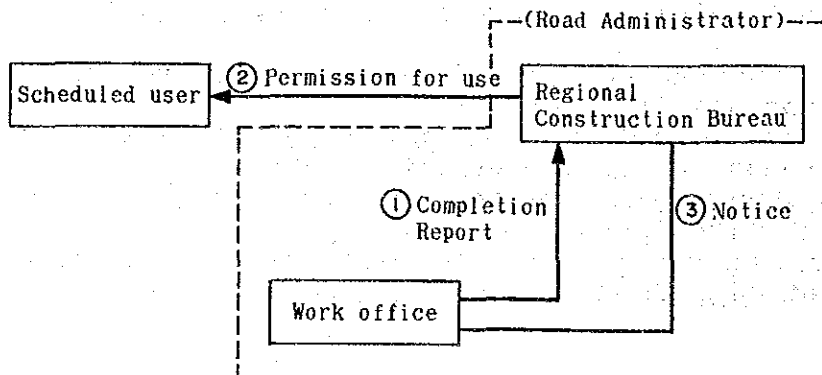 (Road Administrator)
② Permission for use
Scheduled user
Regional
Construction Bureau
① Completion
Report
③ Notice
Work office